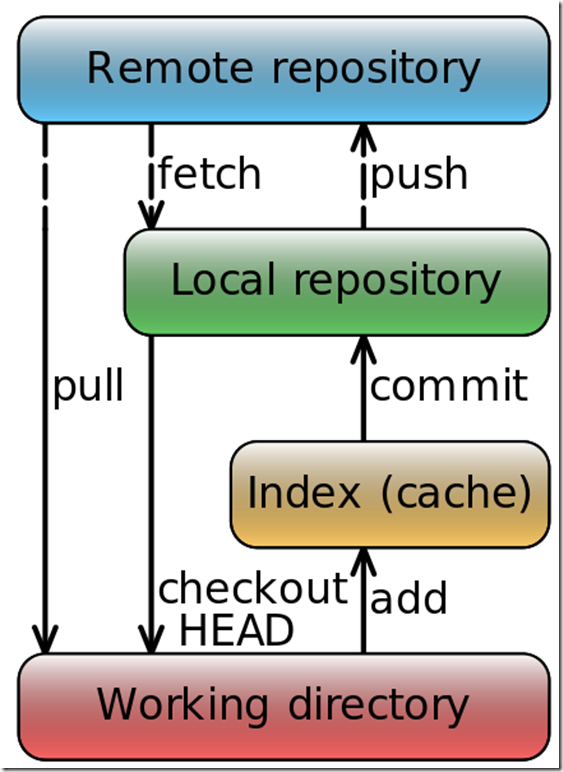 Remote repository
fetch
push
Local repository
pull
commit
Index (cache)
checkout
HEAD
add
Working directory